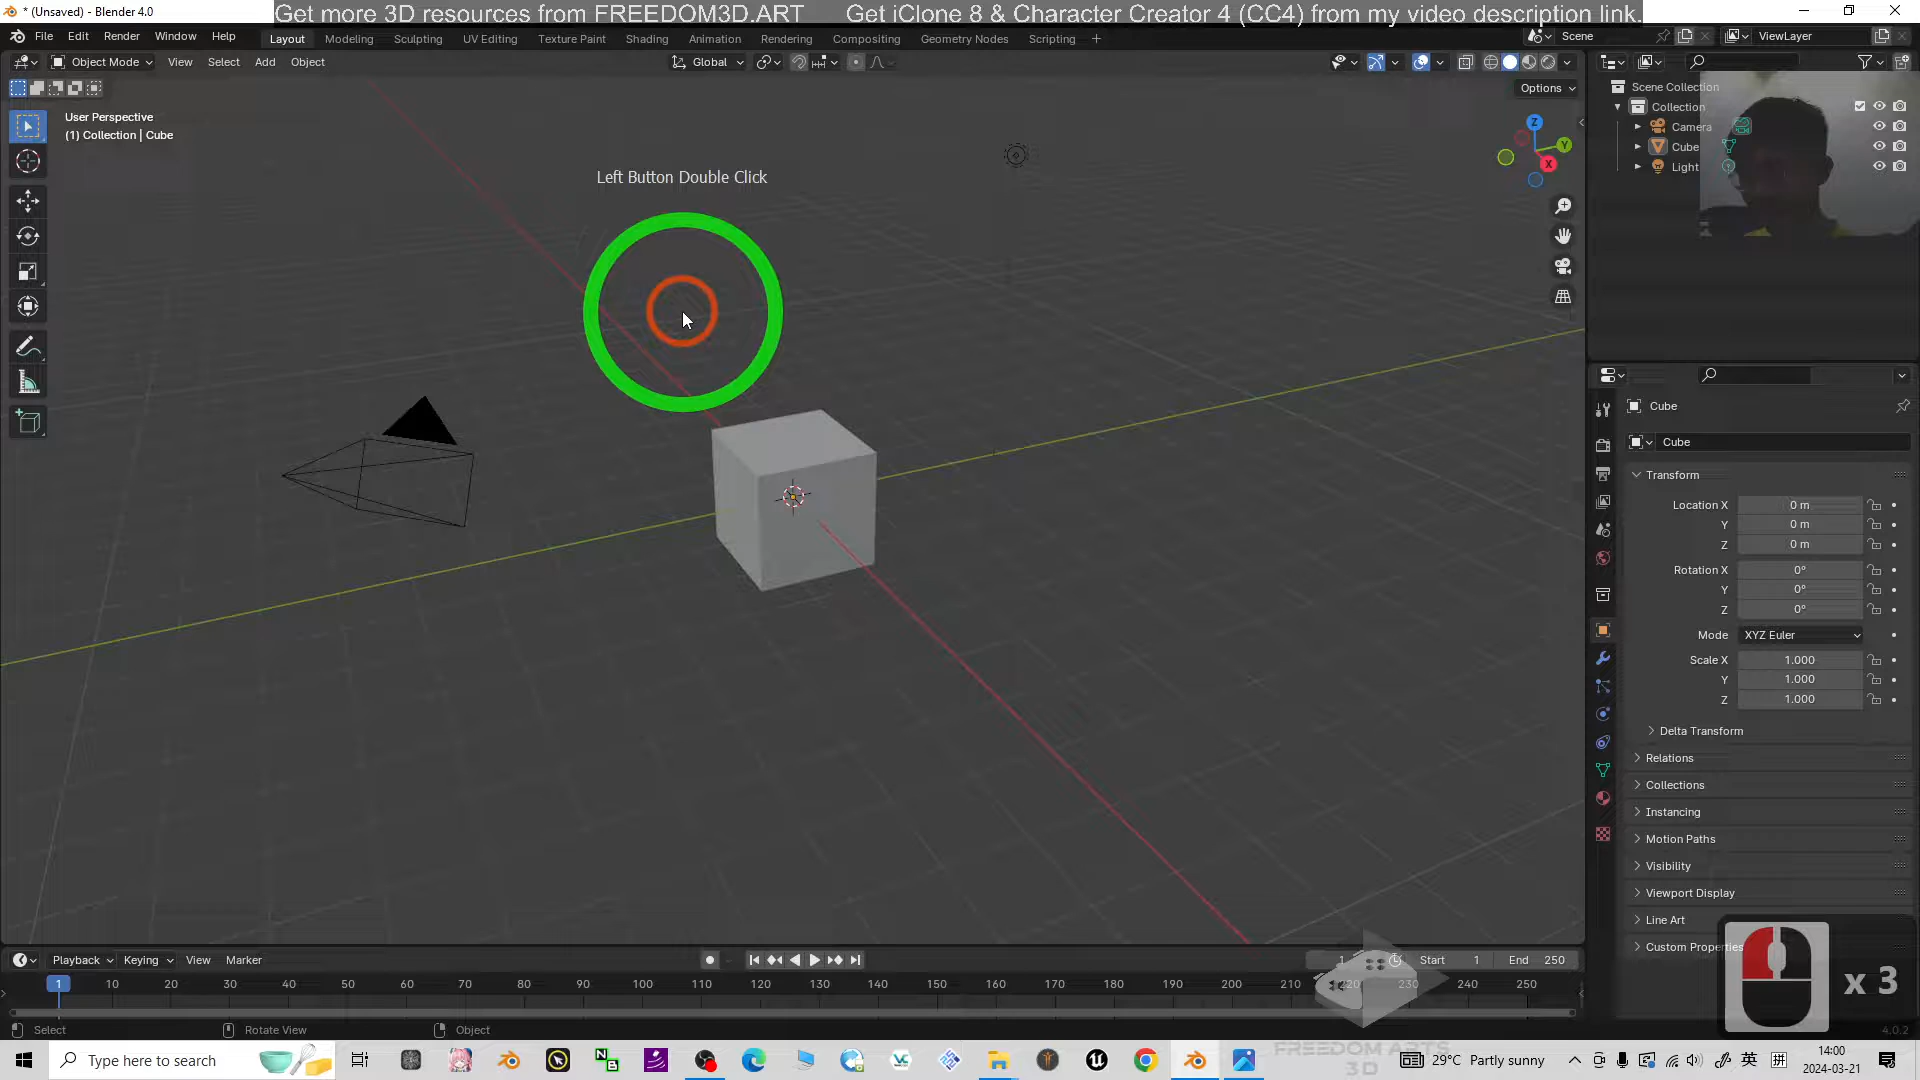 * (Unsaved) - Blender 4.0
Get more 3D resources from FREEDOM3D.ART Get iClone 8 & Character Creator 4 (CC4) from my video description link.
File Edit Render Window Help
Layout Modeling Sculpting UV Editing Texture Paint Shading Animation Rendering Compositing Geometry Nodes Scripting +
Scene ViewLayer
Object Mode View Select Add Object
Global
Options
User Perspective
(1) Collection | Cube
Left Button Double Click
Z
Y
X
Scene Collection
Collection
Camera
Cube
Light
Cube
Cube
Transform
Location X 0 m
Y 0 m
Z 0 m
Rotation X 0°
Y 0°
Z 0°
Mode XYZ Euler
Scale X 1.000
Y 1.000
Z 1.000
Delta Transform
Relations
Collections
Instancing
Motion Paths
Visibility
Viewport Display
Line Art
Custom Properties
x 3
Playback Keying View Marker
1 Start 1 End 250
1 10 20 30 40 50 60 70 80 90 100 110 120 130 140 150 160 170 180 190 200 210 220 230 240 250
Select Rotate View Object
4.0.2
FREEDOM ARTS
3D
Type here to search
29°C Partly sunny
英 拼
14:00
2024-03-21